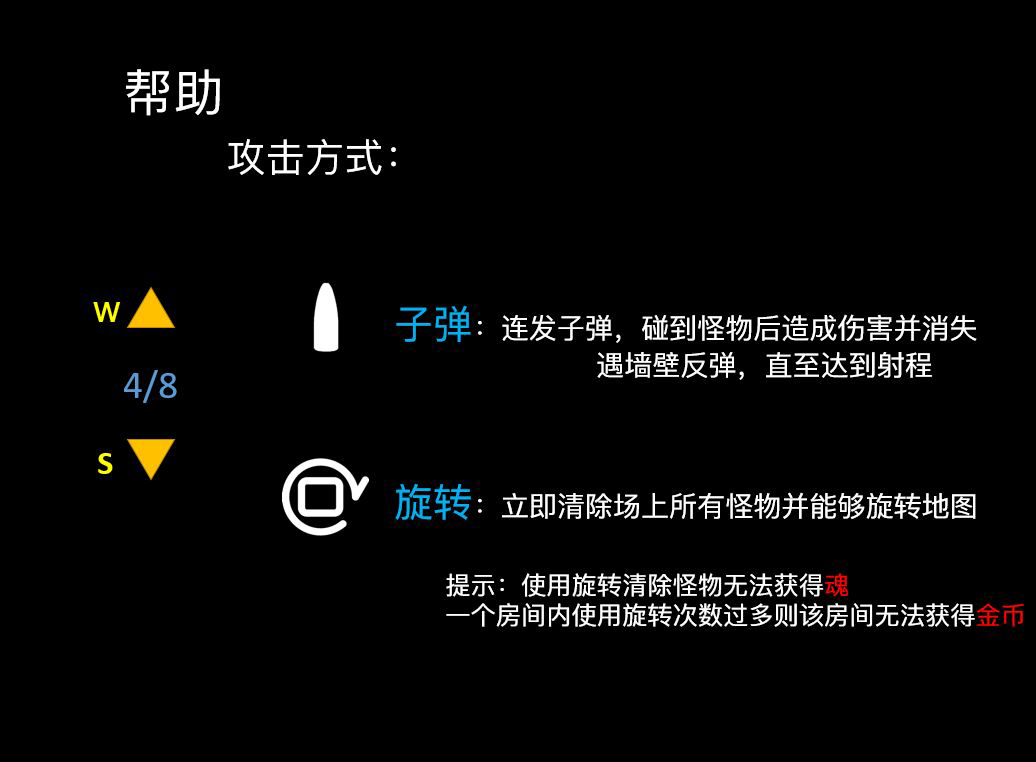 帮助
攻击方式：
W
4/8
S
子弹：连发子弹，碰到怪物后造成伤害并消失
遇墙壁反弹，直至达到射程
旋转：立即清除场上所有怪物并能够旋转地图
提示：使用旋转清除怪物无法获得魂
一个房间内使用旋转次数过多则该房间无法获得金币